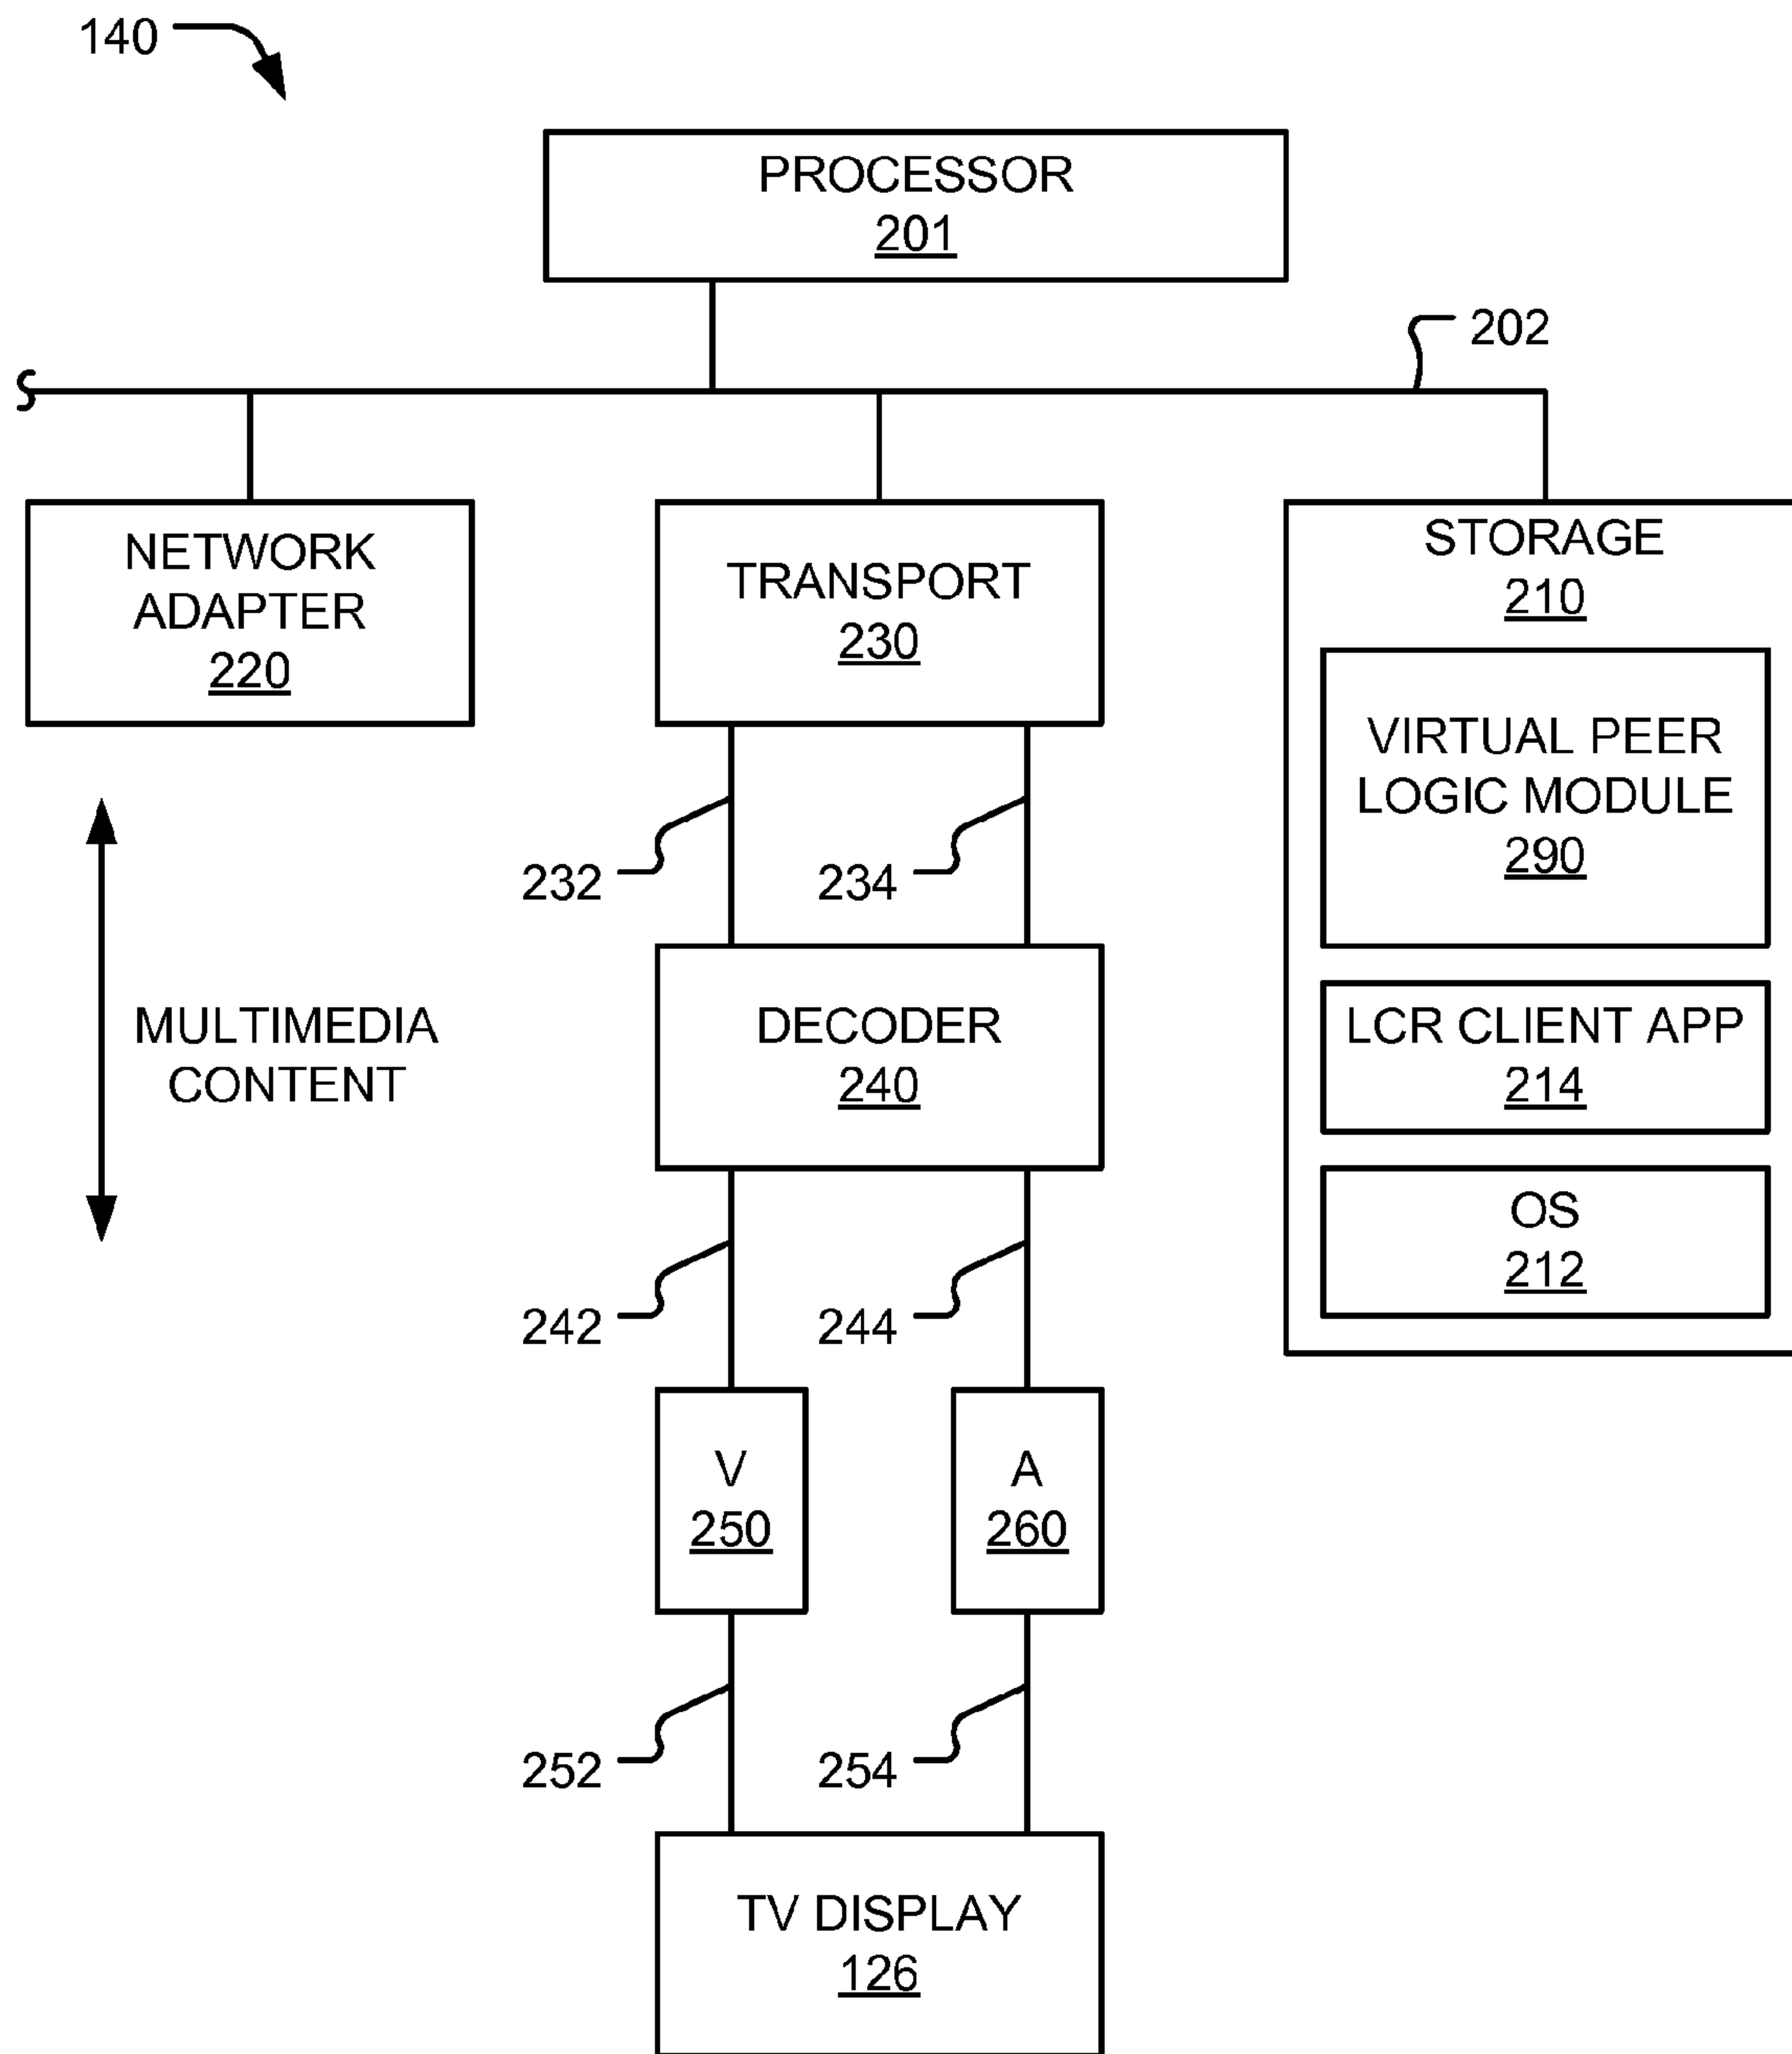 140
PROCESSOR
201
202
NETWORK
ADAPTER
220
TRANSPORT
230
STORAGE
210
VIRTUAL PEER
LOGIC MODULE
290
232
234
MULTIMEDIA
CONTENT
DECODER
240
LCR CLIENT APP
214
OS
212
242
244
V
250
A
260
252
254
TV DISPLAY
126